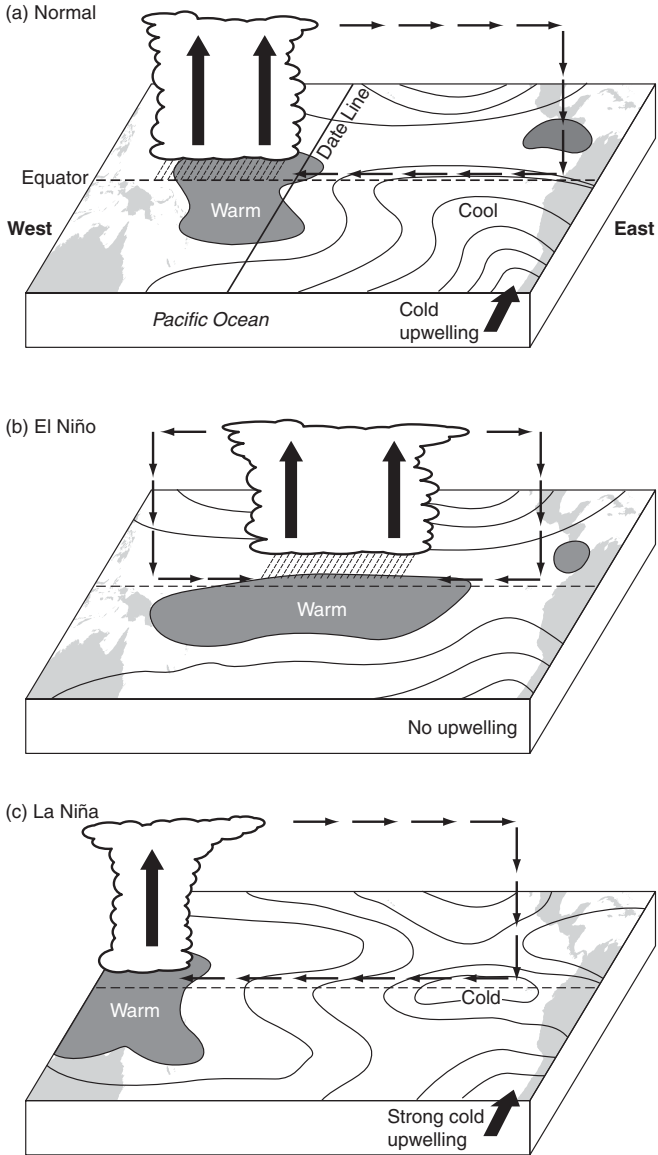 (a) Normal
Date Line
Equator
Warm
West
Cool
East
Cold
upwelling
Pacific Ocean
(b) El Niño
Warm
No upwelling
(c) La Niña
Warm
Cold
Strong cold
upwelling